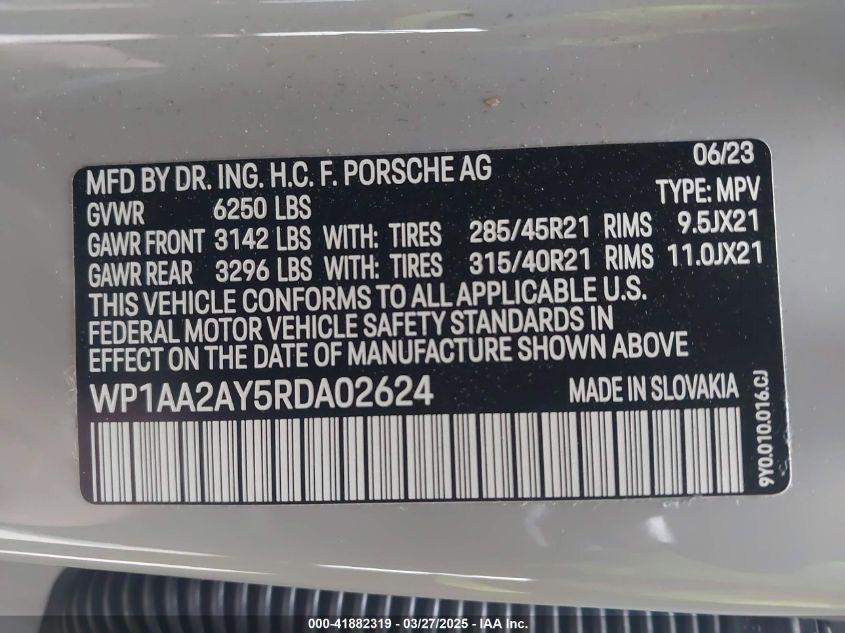 MFD BY DR. ING. H.C. F. PORSCHE AG 06/23
GVWR 6250 LBS TYPE: MPV
GAWR FRONT 3142 LBS WITH: TIRES 285/45R21 RIMS 9.5JX21
GAWR REAR 3296 LBS WITH: TIRES 315/40R21 RIMS 11.0JX21
THIS VEHICLE CONFORMS TO ALL APPLICABLE U.S.
FEDERAL MOTOR VEHICLE SAFETY STANDARDS IN
EFFECT ON THE DATE OF MANUFACTURE SHOWN ABOVE
WP1AA2AY5RDA02624 MADE IN SLOVAKIA
9Y0.010.016.CJ
000-41882319 - 03/27/2025 - IAAI Inc.